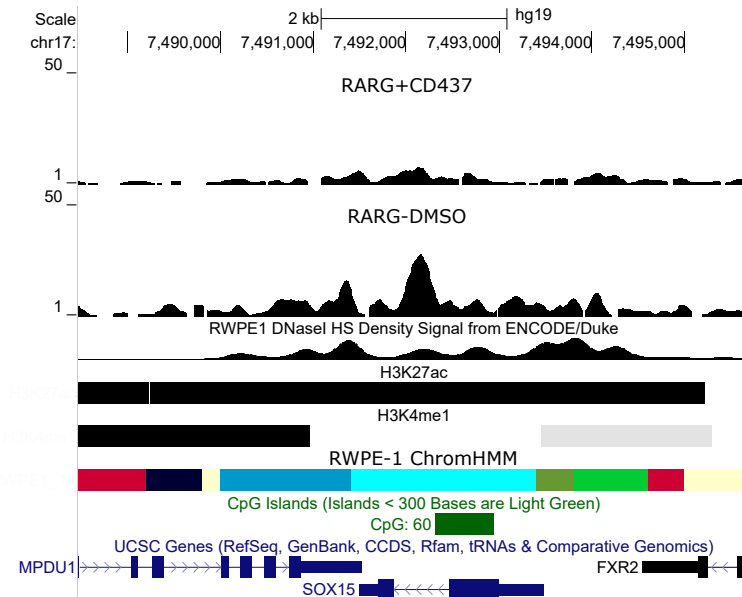 Scale 2 kb hg19
chr17: 7,490,000 7,491,000 7,492,000 7,493,000 7,494,000 7,495,000
50
RARG+CD437
1
50
RARG-DMSO
1
RWPE1 DNaseI HS Density Signal from ENCODE/Duke
H3K27ac
H3K4me1
RWPE-1 ChromHMM
CpG Islands (Islands < 300 Bases are Light Green)
CpG: 60
UCSC Genes (RefSeq, GenBank, CCDS, Rfam, tRNAs & Comparative Genomics)
MPDU1 FXR2
SOX15